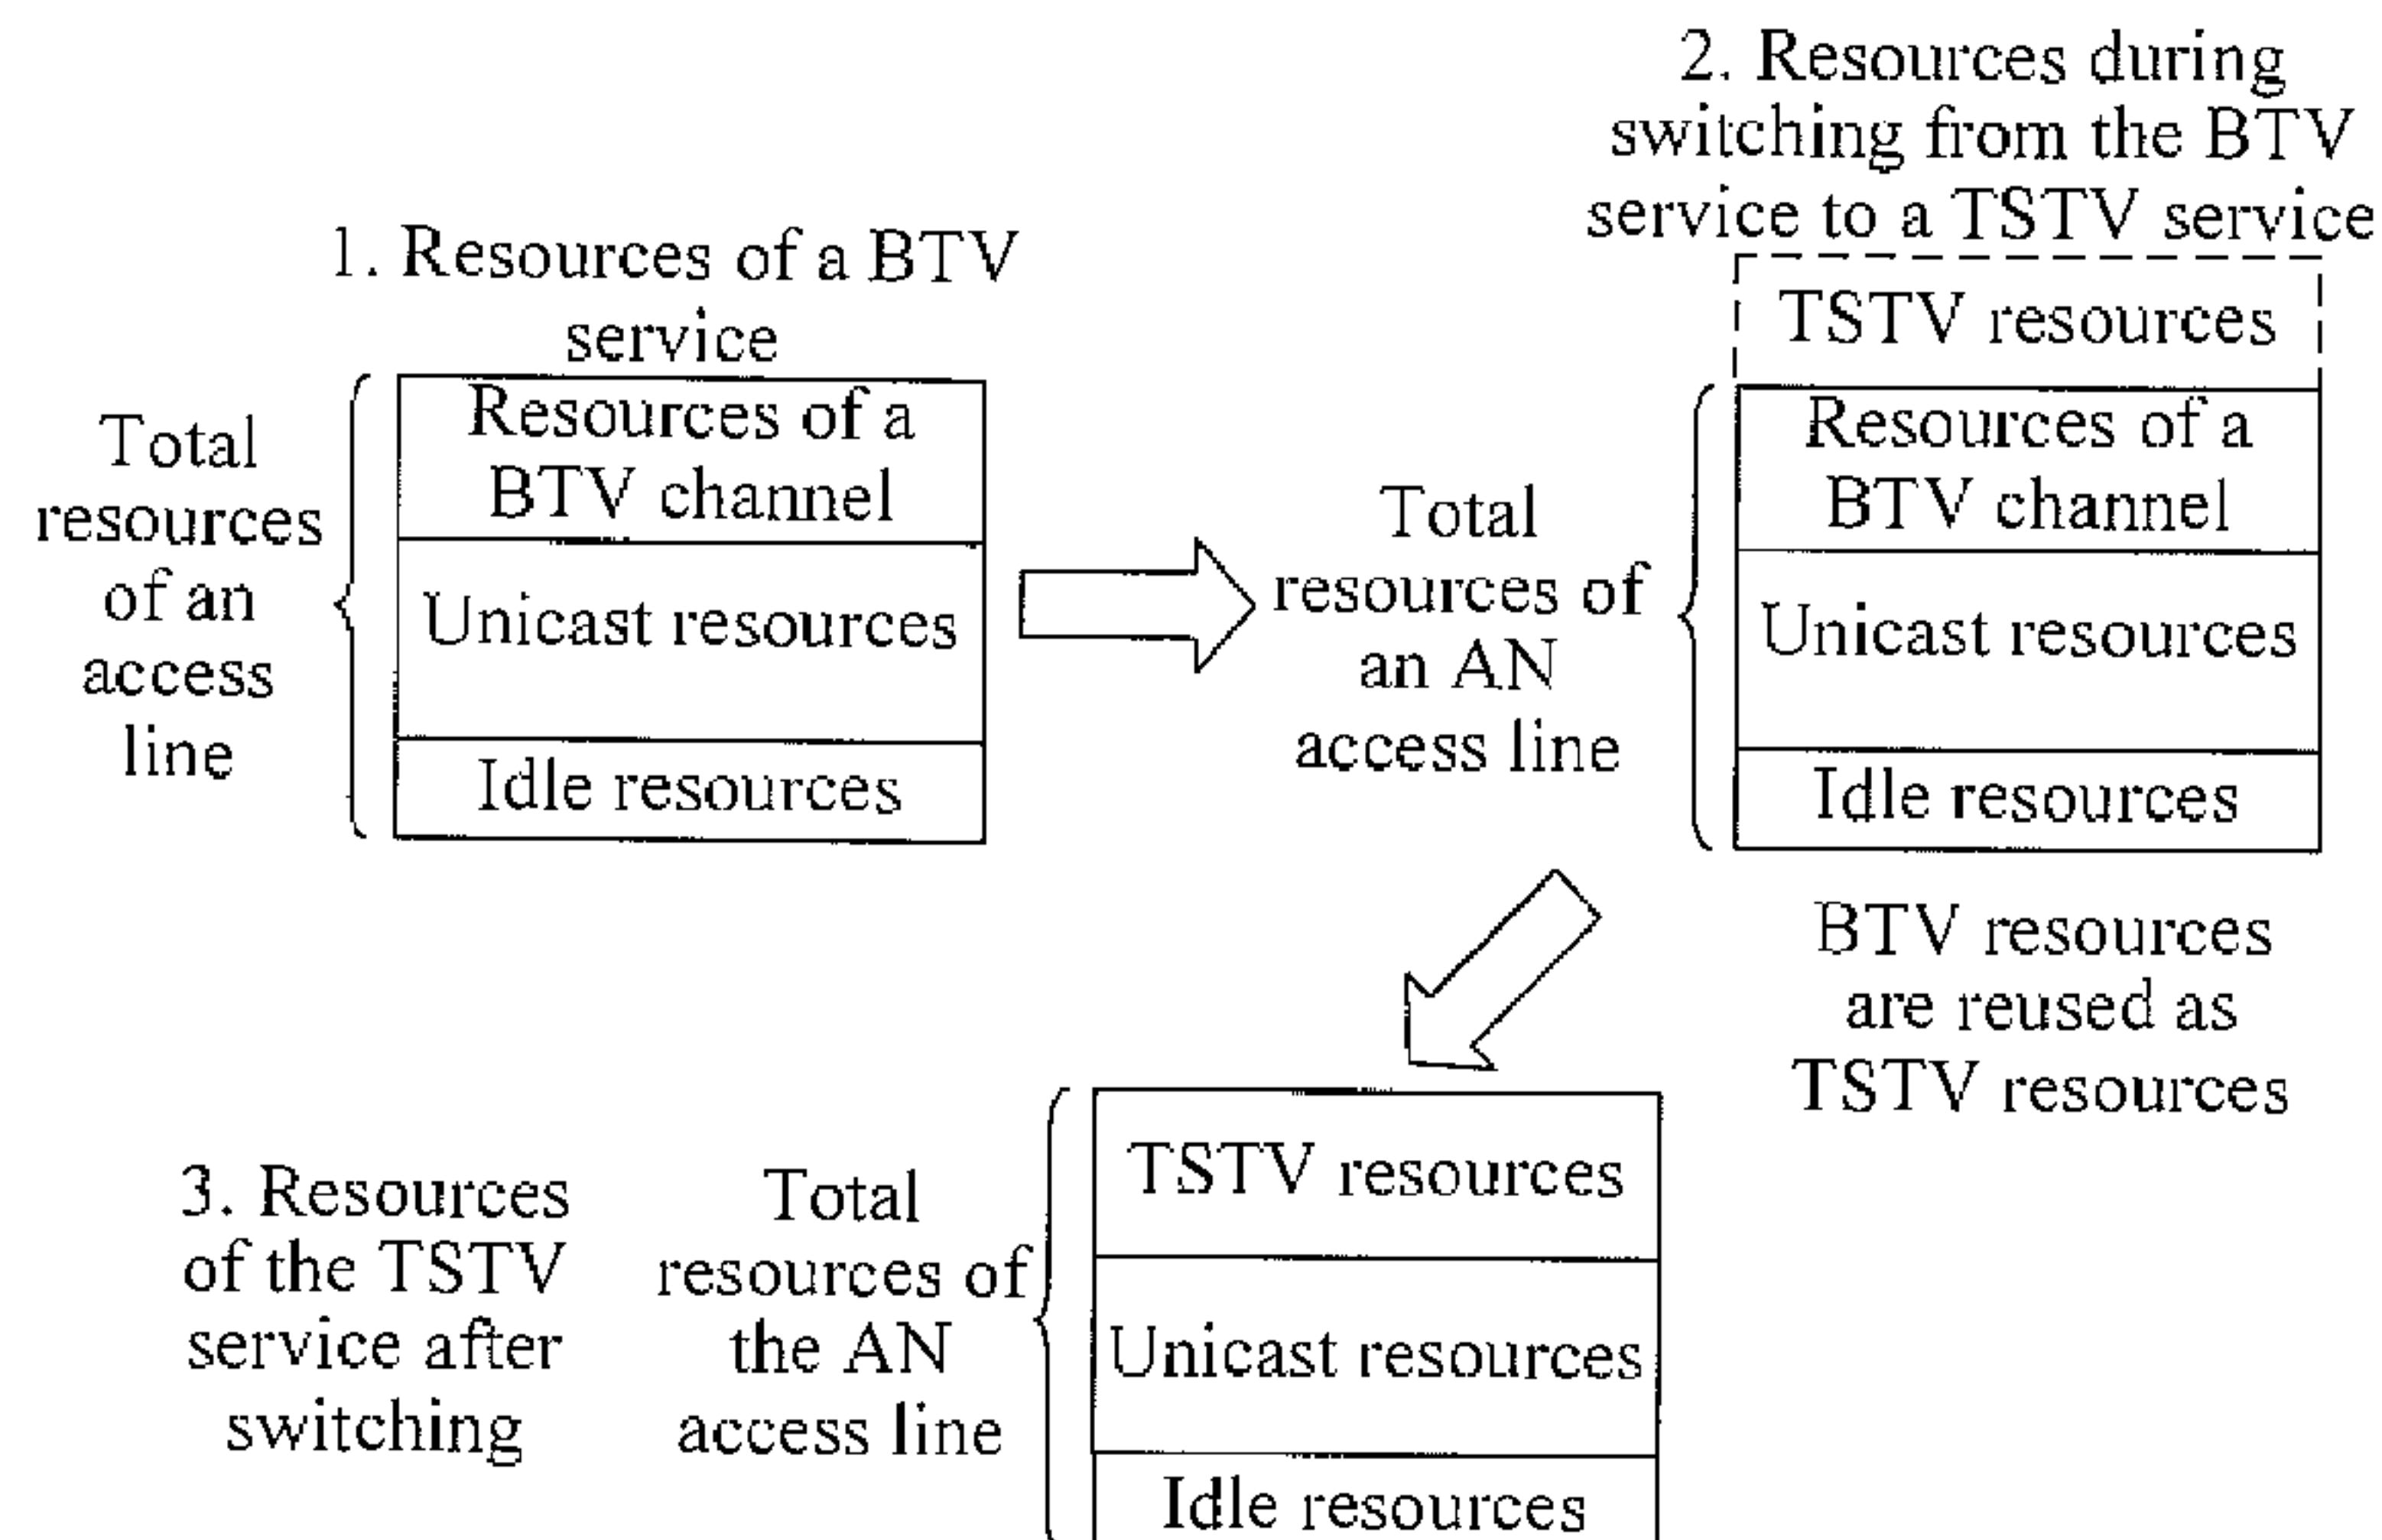 1. Resources of a BTV
service
Total
resources
of an
access
line
Resources of a
BTV channel
Unicast resources
Idle resources
2. Resources during
switching from the BTV
service to a TSTV service
TSTV resources
Total
resources of
an AN
access line
Resources of a
BTV channel
Unicast resources
Idle resources
BTV resources
are reused as
TSTV resources
3. Resources
of the TSTV
service after
switching
Total
resources of
the AN
access line
TSTV resources
Unicast resources
Idle resources